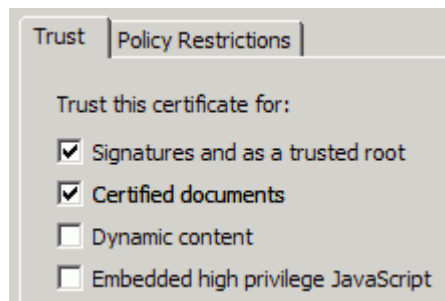 Trust Policy Restrictions
Trust this certificate for:
Signatures and as a trusted root
Certified documents
Dynamic content
Embedded high privilege JavaScript